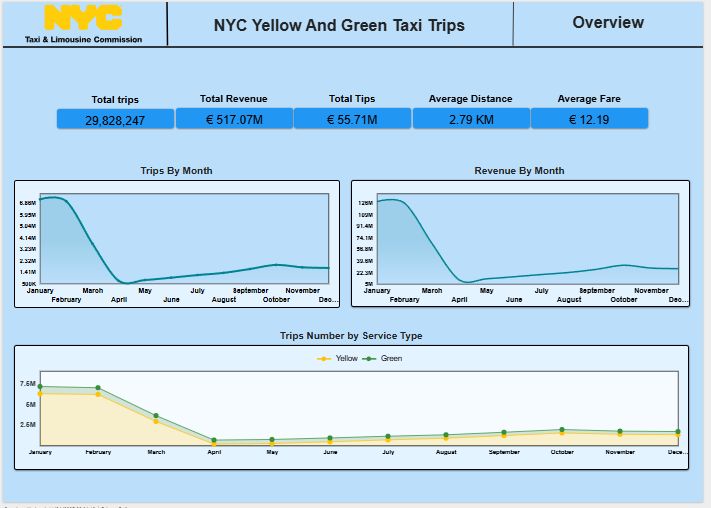 NYC
Taxi & Limousine Commission
NYC Yellow And Green Taxi Trips
Overview
Total trips
29,828,247
Total Revenue
€ 517.07M
Total Tips
€ 55.71M
Average Distance
2.79 KM
Average Fare
€ 12.19
Trips By Month
6.86M
5.95M
5.04M
4.14M
3.23M
2.32M
1.41M
500K
January
February
March
April
May
June
July
August
September
October
November
Dec...
Revenue By Month
126M
109M
91.4M
74.1M
56.8M
39.6M
22.3M
5M
January
February
March
April
May
June
July
August
September
October
November
Dec...
Trips Number by Service Type
Yellow
Green
7.5M
5M
2.5M
January
February
March
April
May
June
July
August
September
October
November
Dece...